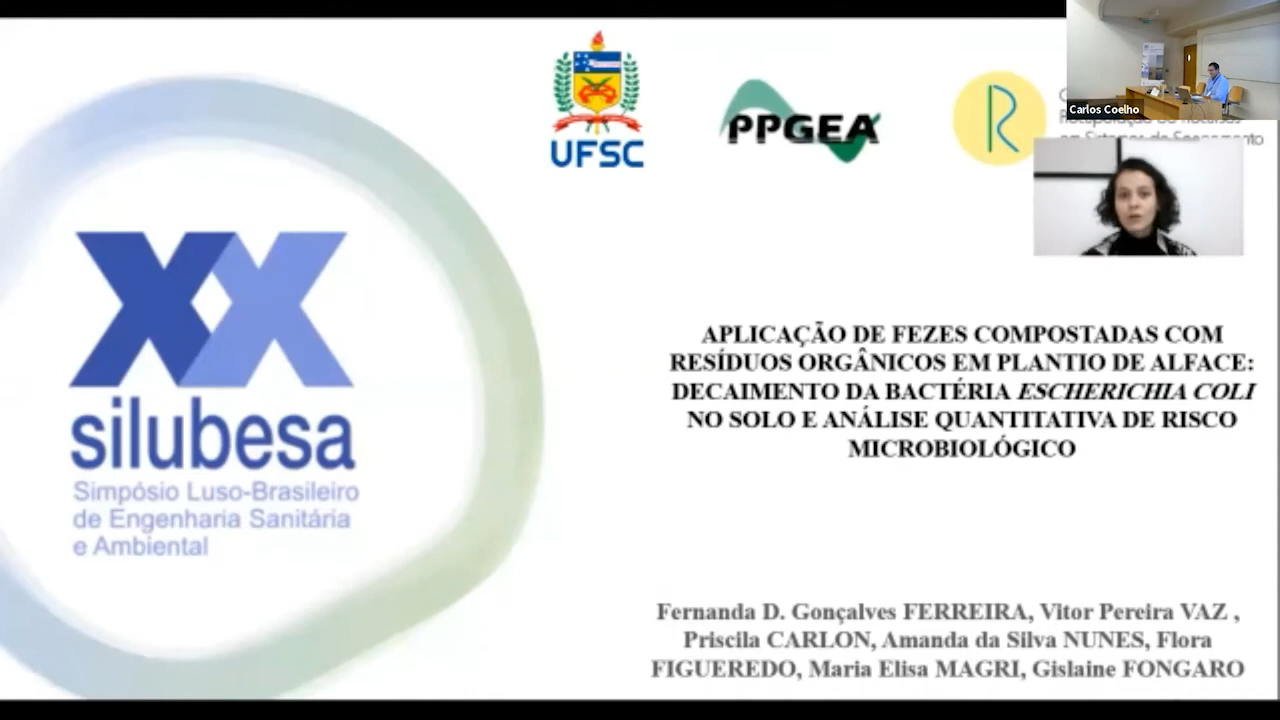 UFSC
PPGEA
R
Carlos Coelho
XX
silubesa
Simpósio Luso-Brasileiro
de Engenharia Sanitária
e Ambiental
APLICAÇÃO DE FEZES COMPOSTADAS COM
RESÍDUOS ORGÂNICOS EM PLANTIO DE ALFACE:
DECAIMENTO DA BACTÉRIA ESCHERICHIA COLI
NO SOLO E ANÁLISE QUANTITATIVA DE RISCO
MICROBIOLÓGICO
Fernanda D. Gonçalves FERREIRA, Vitor Pereira VAZ ,
Priscila CARLON, Amanda da Silva NUNES, Flora
FIGUEREDO, Maria Elisa MAGRI, Gislaine FONGARO